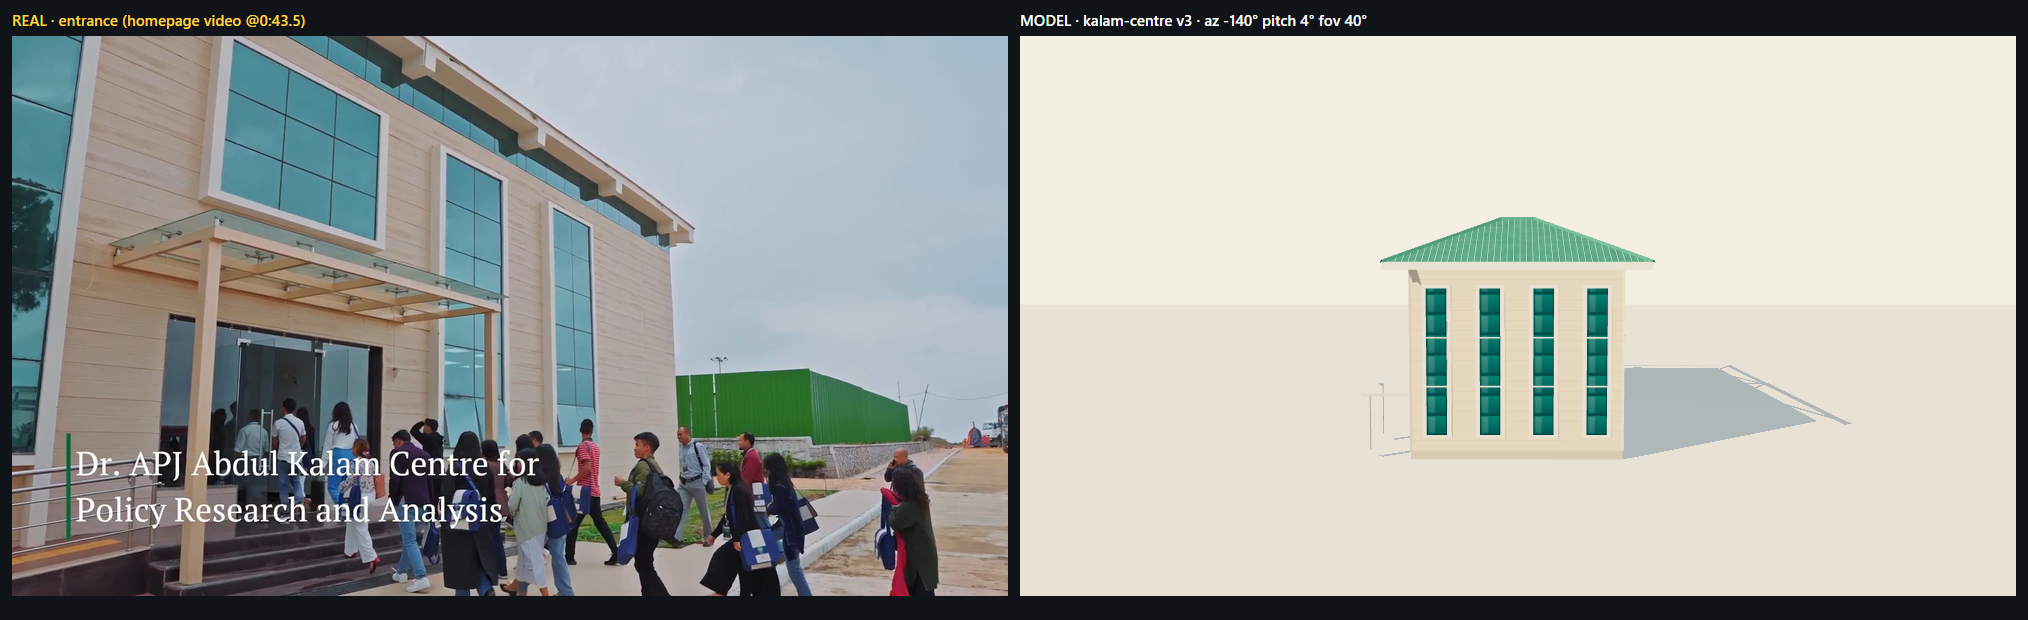 REAL · entrance (homepage video @0:43.5)
MODEL · kalam-centre v3 · az -140° pitch 4° fov 40°
Dr. APJ Abdul Kalam Centre for
Policy Research and Analysis